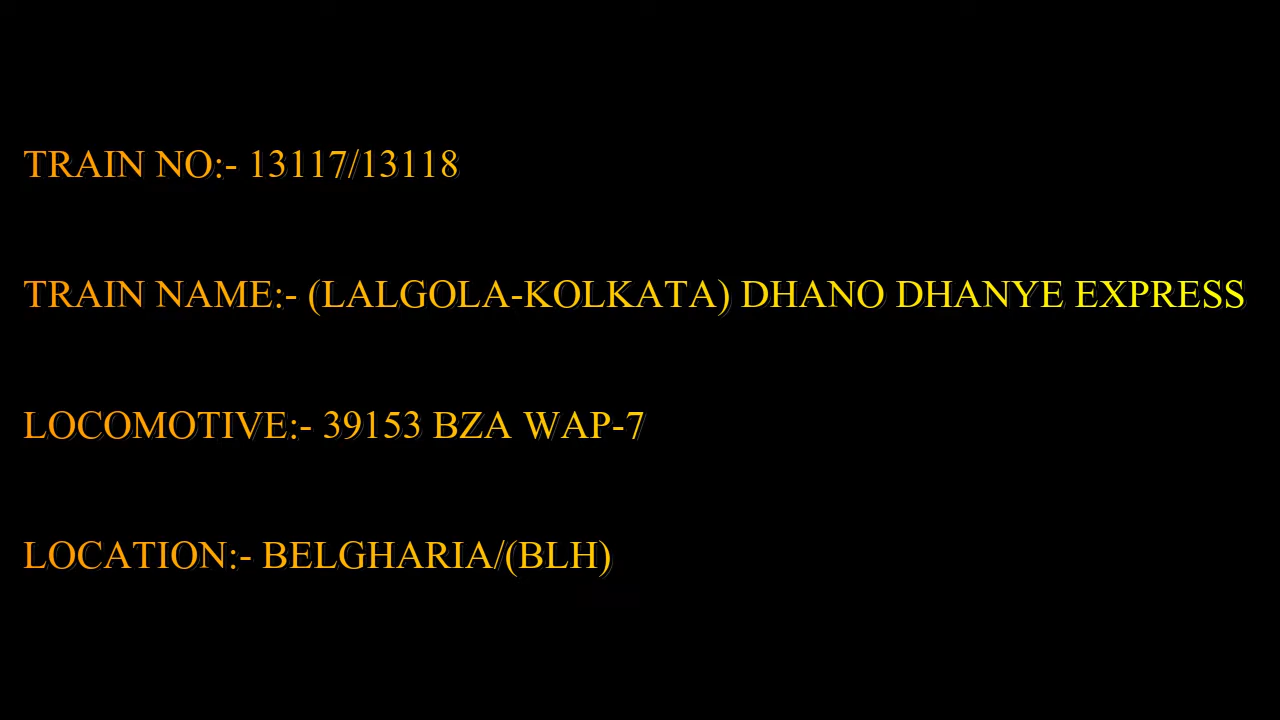 TRAIN NO:- 13117/13118
TRAIN NAME:- (LALGOLA-KOLKATA) DHANO DHANYE EXPRESS
LOCOMOTIVE:- 39153 BZA WAP-7
LOCATION:- BELGHARIA/(BLH)